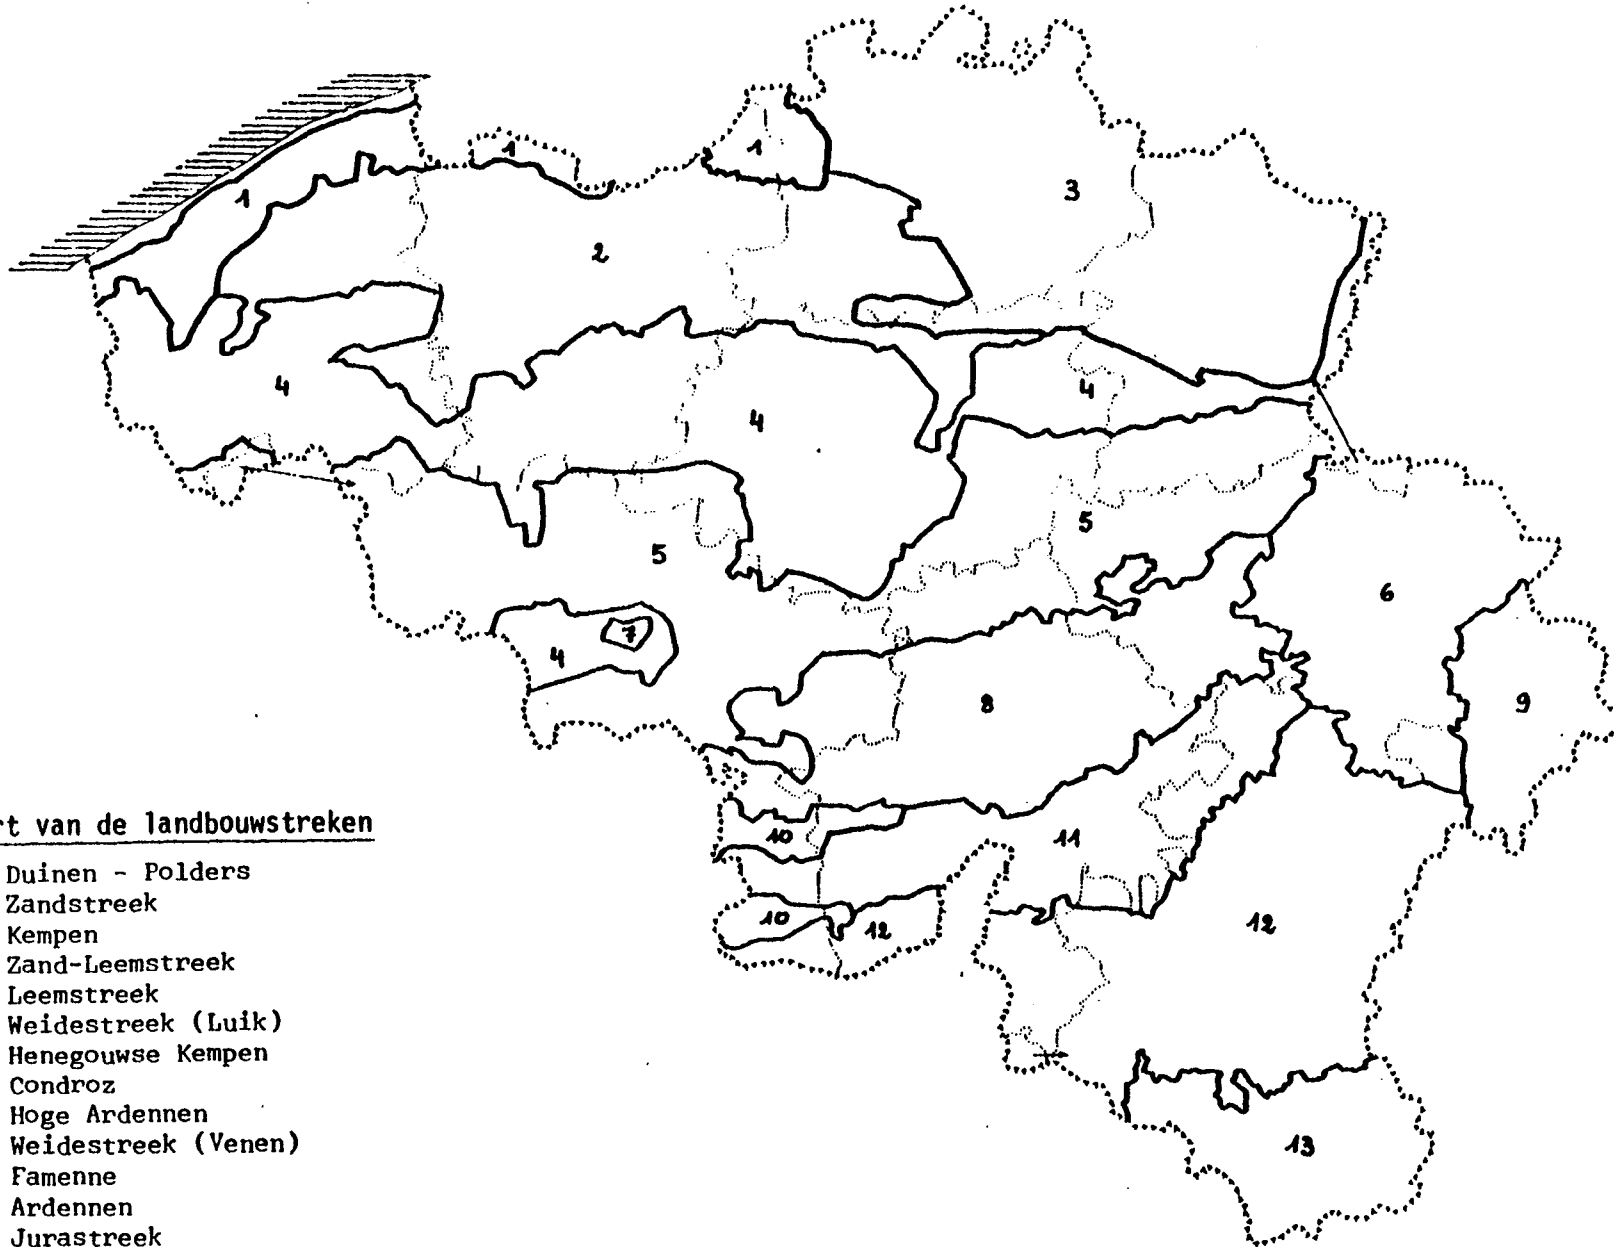 1
1
1
3
2
4
4
4
5
5
6
7
4
8
9
10
11
10
12
12
13
rt van de landbouwstreken
Duinen - Polders
Zandstreek
Kempen
Zand-Leemstreek
Leemstreek
Weidestreek (Luik)
Henegouwse Kempen
Condroz
Hoge Ardennen
Weidestreek (Venen)
Famenne
Ardennen
Jurastreek